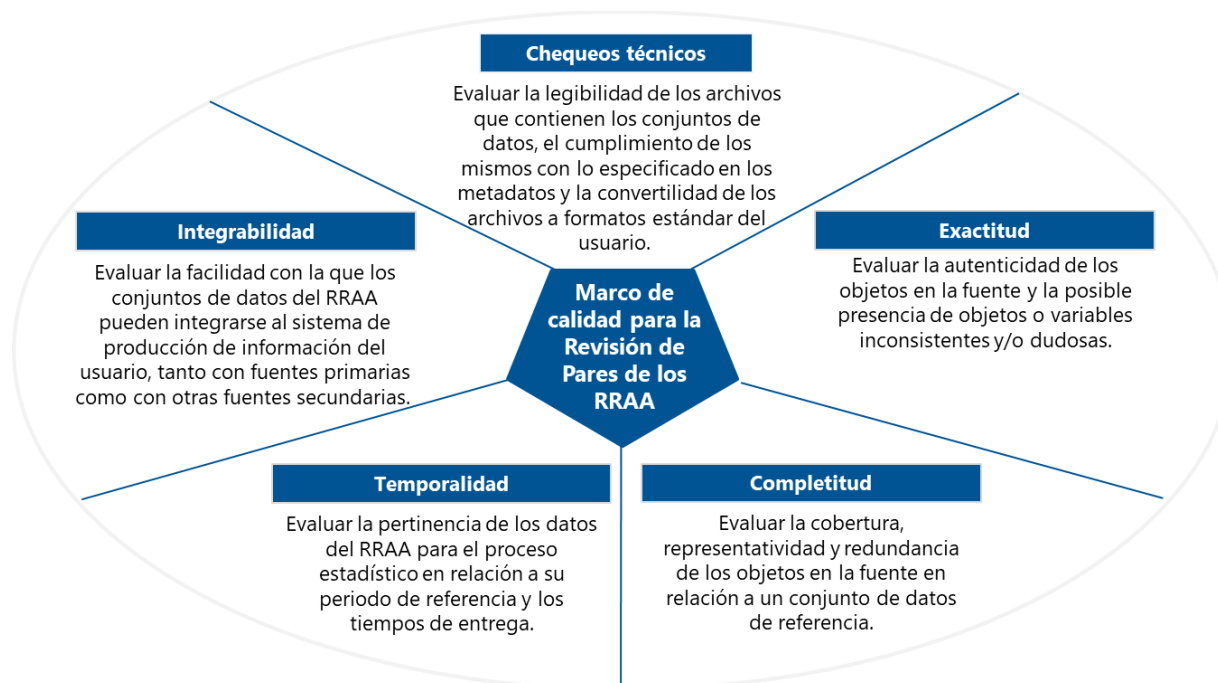 Chequeos técnicos
Evaluar la legibilidad de los archivos
que contienen los conjuntos de
datos, el cumplimiento de los
mismos con lo especificado en los
metadatos y la convertilidad de los
archivos a formatos estándar del
usuario.
Integrabilidad
Evaluar la facilidad con la que los
conjuntos de datos del RRAA
pueden integrarse al sistema de
producción de información del
usuario, tanto con fuentes primarias
como con otras fuentes secundarias.
Exactitud
Evaluar la autenticidad de los
objetos en la fuente y la posible
presencia de objetos o variables
inconsistentes y/o dudosas.
Marco de
calidad para la
Revisión de
Pares de los
RRAA
Temporalidad
Evaluar la pertinencia de los datos
del RRAA para el proceso
estadístico en relación a su
periodo de referencia y los
tiempos de entrega.
Completitud
Evaluar la cobertura,
representatividad y redundancia
de los objetos en la fuente en
relación a un conjunto de datos
de referencia.